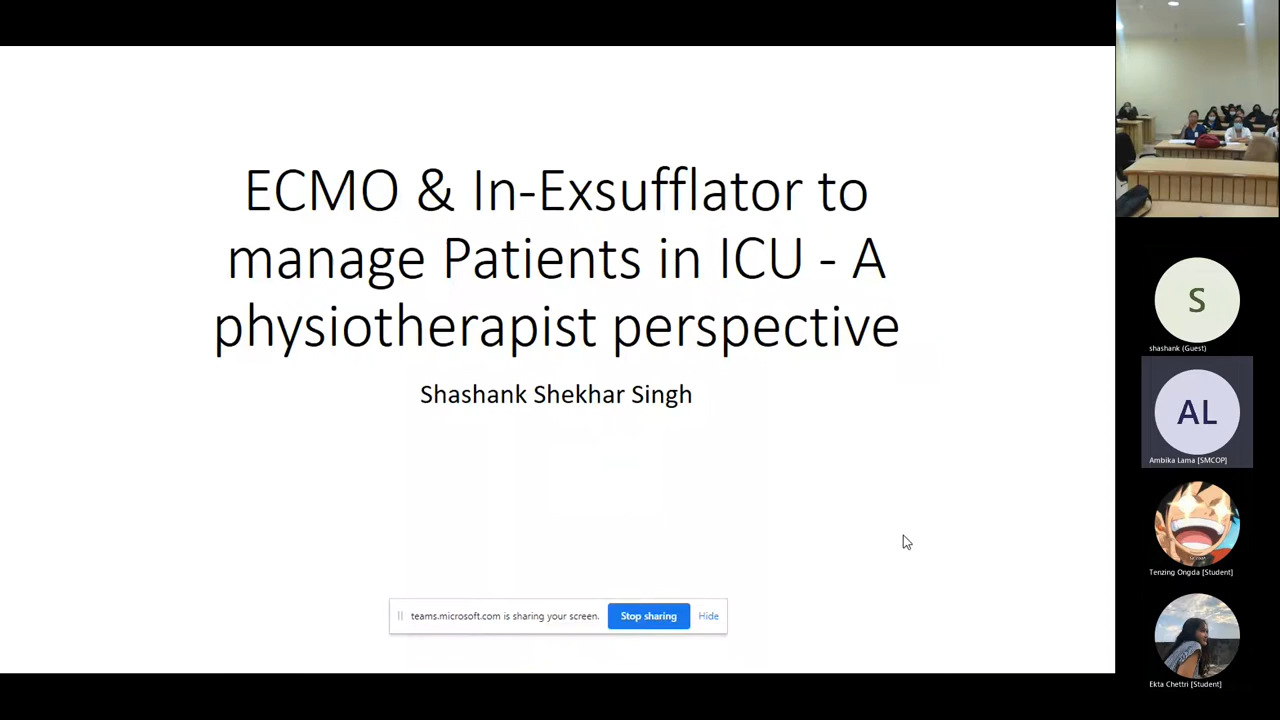 ECMO & In-Exsufflator to
manage Patients in ICU - A
physiotherapist perspective
Shashank Shekhar Singh
teams.microsoft.com is sharing your screen.
Stop sharing
Hide
S
shashank (Guest)
AL
Ambika Lama [SMCOP]
Tenzing Ongda [Student]
Ekta Chettri [Student]